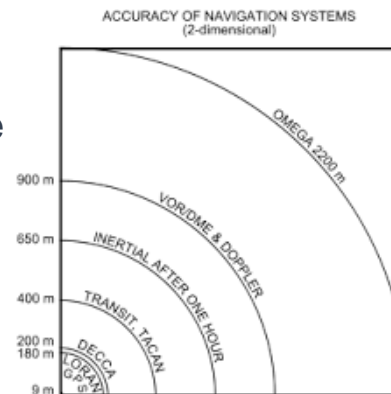 ACCURACY OF NAVIGATION SYSTEMS
(2-dimensional)
e
OMEGA 2200 m
900 m
VOR/DME & DOPPLER
650 m
INERTIAL AFTER ONE HOUR
400 m
TRANSIT, TACAN
200 m
DECCA
180 m
LORAN
GPS
9 m